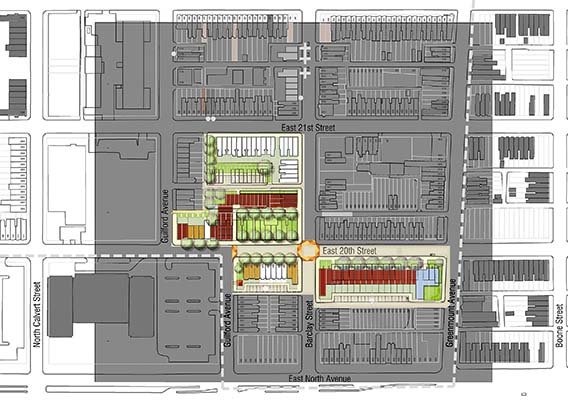 East 21st Street
Guilford Avenue
East 20th Street
North Calvert Street
Guilford Avenue
Barclay Street
Greenmount Avenue
Boone Street
East North Avenue